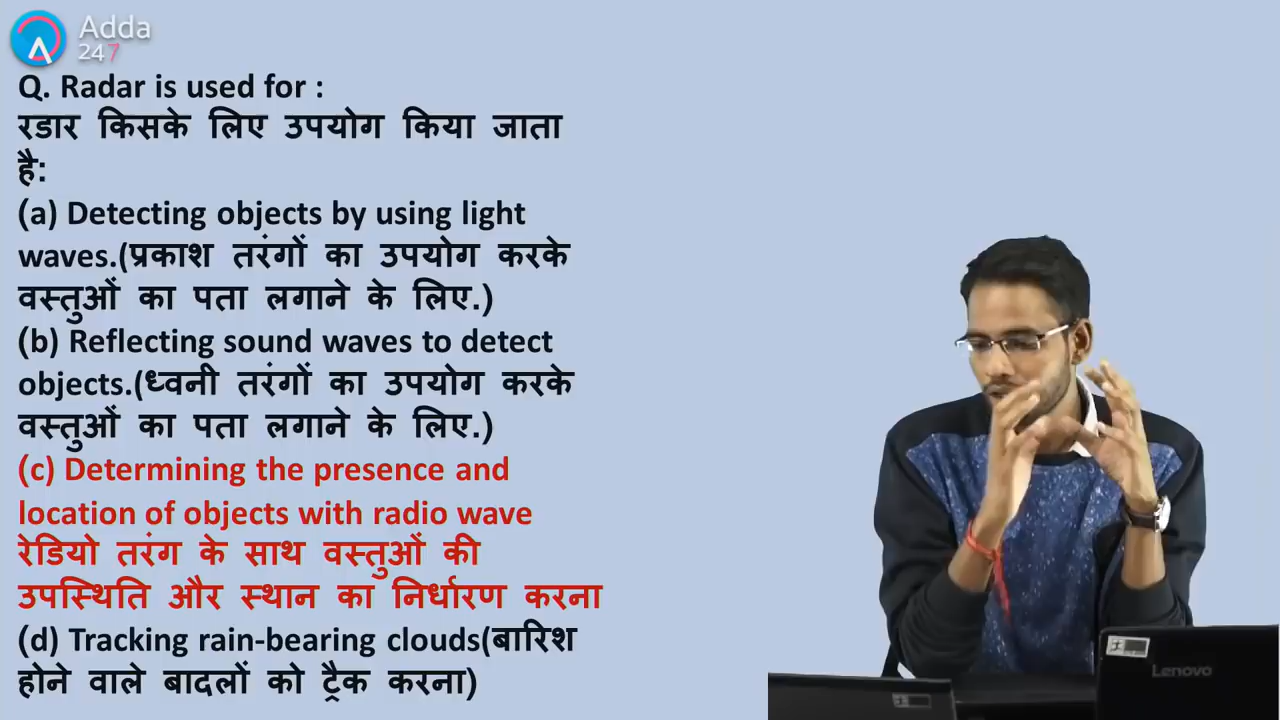 Adda
247
Q. Radar is used for :
रडार किसके लिए उपयोग किया जाता
है:
(a) Detecting objects by using light
waves.(प्रकाश तरंगों का उपयोग करके
वस्तुओं का पता लगाने के लिए.)
(b) Reflecting sound waves to detect
objects.(ध्वनी तरंगों का उपयोग करके
वस्तुओं का पता लगाने के लिए.)
(c) Determining the presence and
location of objects with radio wave
रेडियो तरंग के साथ वस्तुओं की
उपस्थिति और स्थान का निर्धारण करना
(d) Tracking rain-bearing clouds(बारिश
होने वाले बादलों को ट्रैक करना)
Lenovo